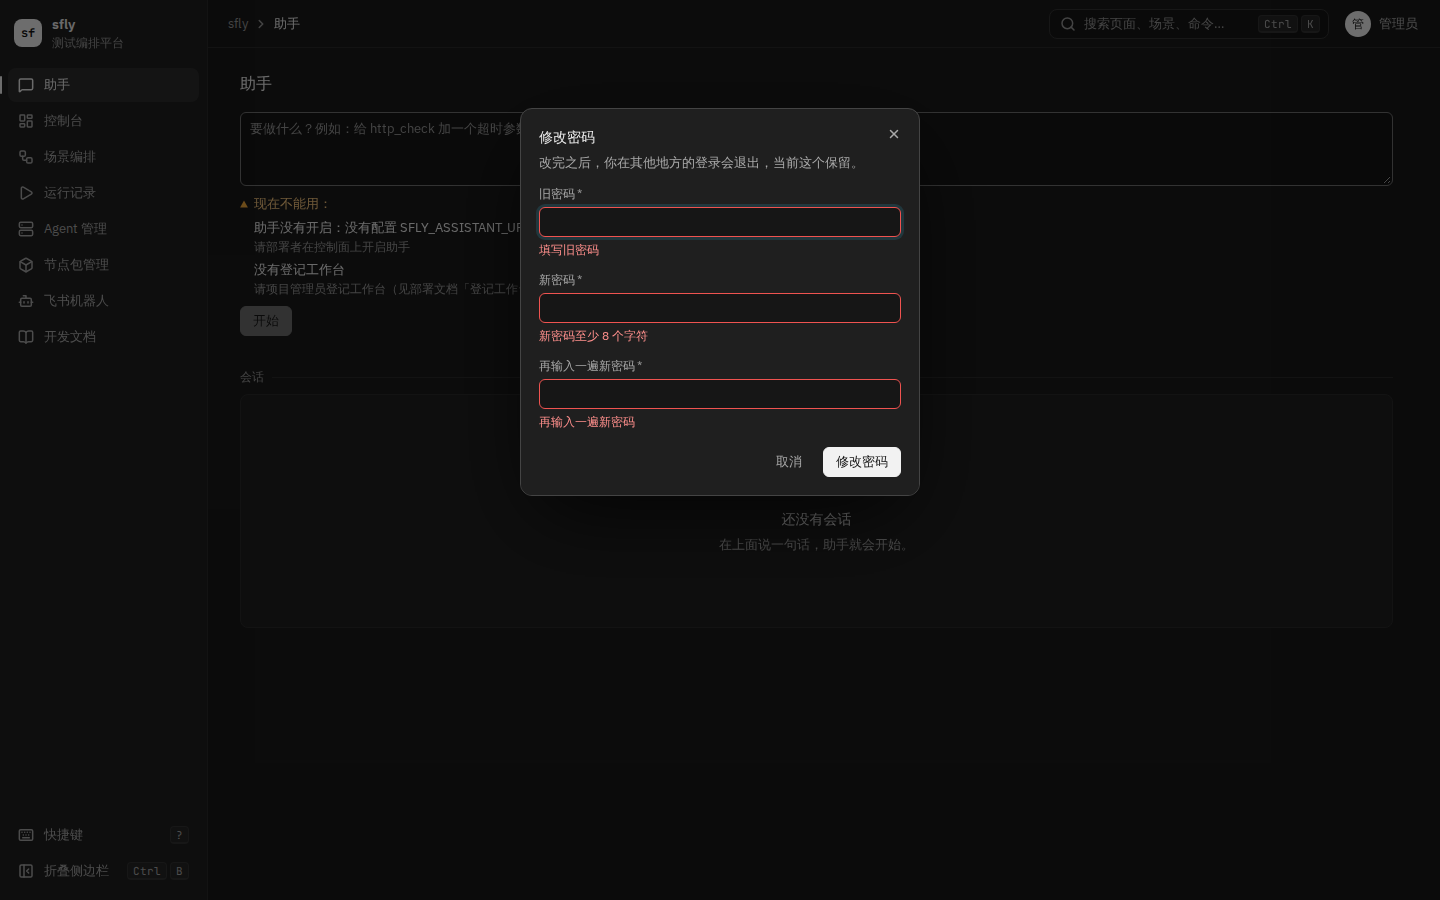 sf
sfly
测试编排平台
助手
控制台
场景编排
运行记录
Agent 管理
节点包管理
飞书机器人
开发文档
快捷键
?
折叠侧边栏
Ctrl
B
sfly
助手
搜索页面、场景、命令...
Ctrl
K
管
管理员
助手
要做什么？例如：给 http_check 加一个超时参
现在不能用：
助手没有开启：没有配置 SFLY_ASSISTANT_
请部署者在控制面上开启助手
没有登记工作台
请项目管理员登记工作台（见部署文档「登记工作
开始
会话
还没有会话
在上面说一句话，助手就会开始。
修改密码
改完之后，你在其他地方的登录会退出，当前这个保留。
旧密码 *
填写旧密码
新密码 *
新密码至少 8 个字符
再输入一遍新密码 *
再输入一遍新密码
取消
修改密码